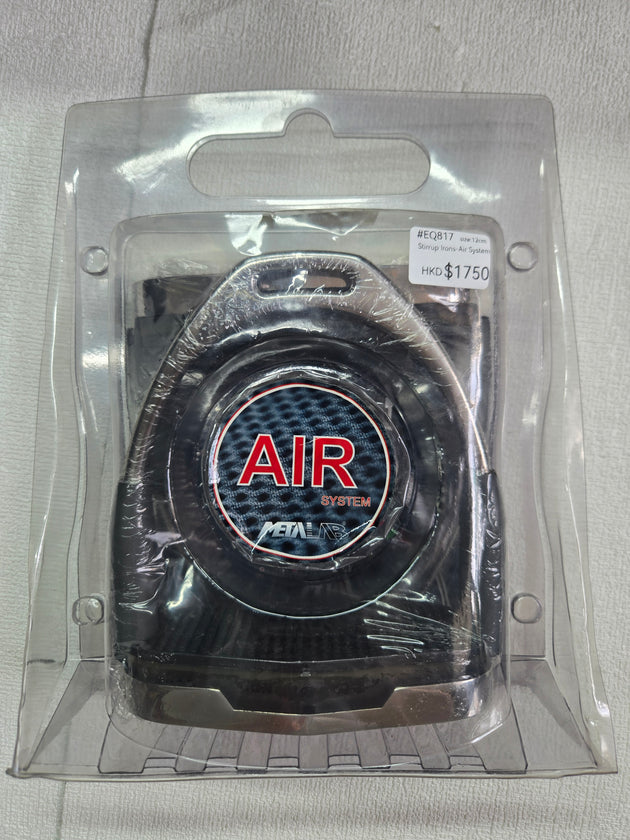 #EQ817 size:12cm
Stirrup Irons-Air System
HKD$1750
AIR
SYSTEM
METALAB